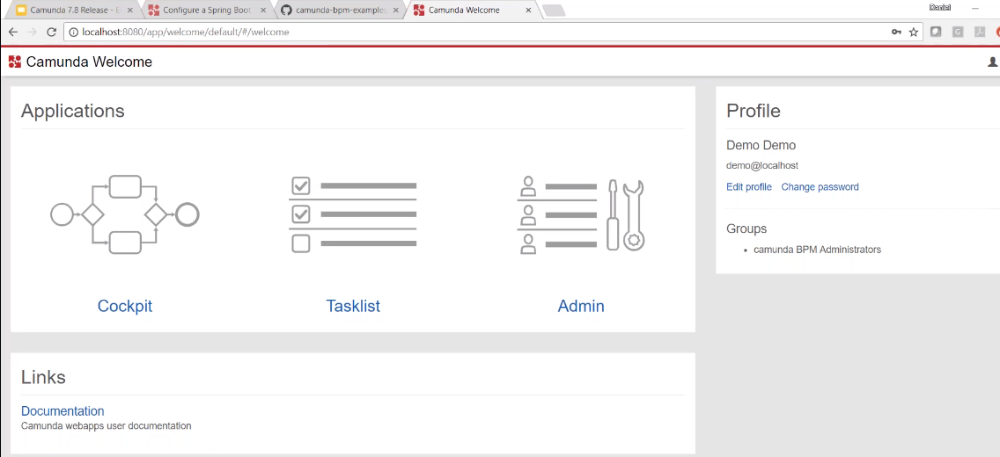 Camunda 7.8 Release - E
Configure a Spring Boot
camunda-bpm-examples
Camunda Welcome
Daniel
localhost:8080/app/welcome/default/#/welcome
Camunda Welcome
Applications
Cockpit
Tasklist
Admin
Links
Documentation
Camunda webapps user documentation
Profile
Demo Demo
demo@localhost
Edit profile Change password
Groups
camunda BPM Administrators